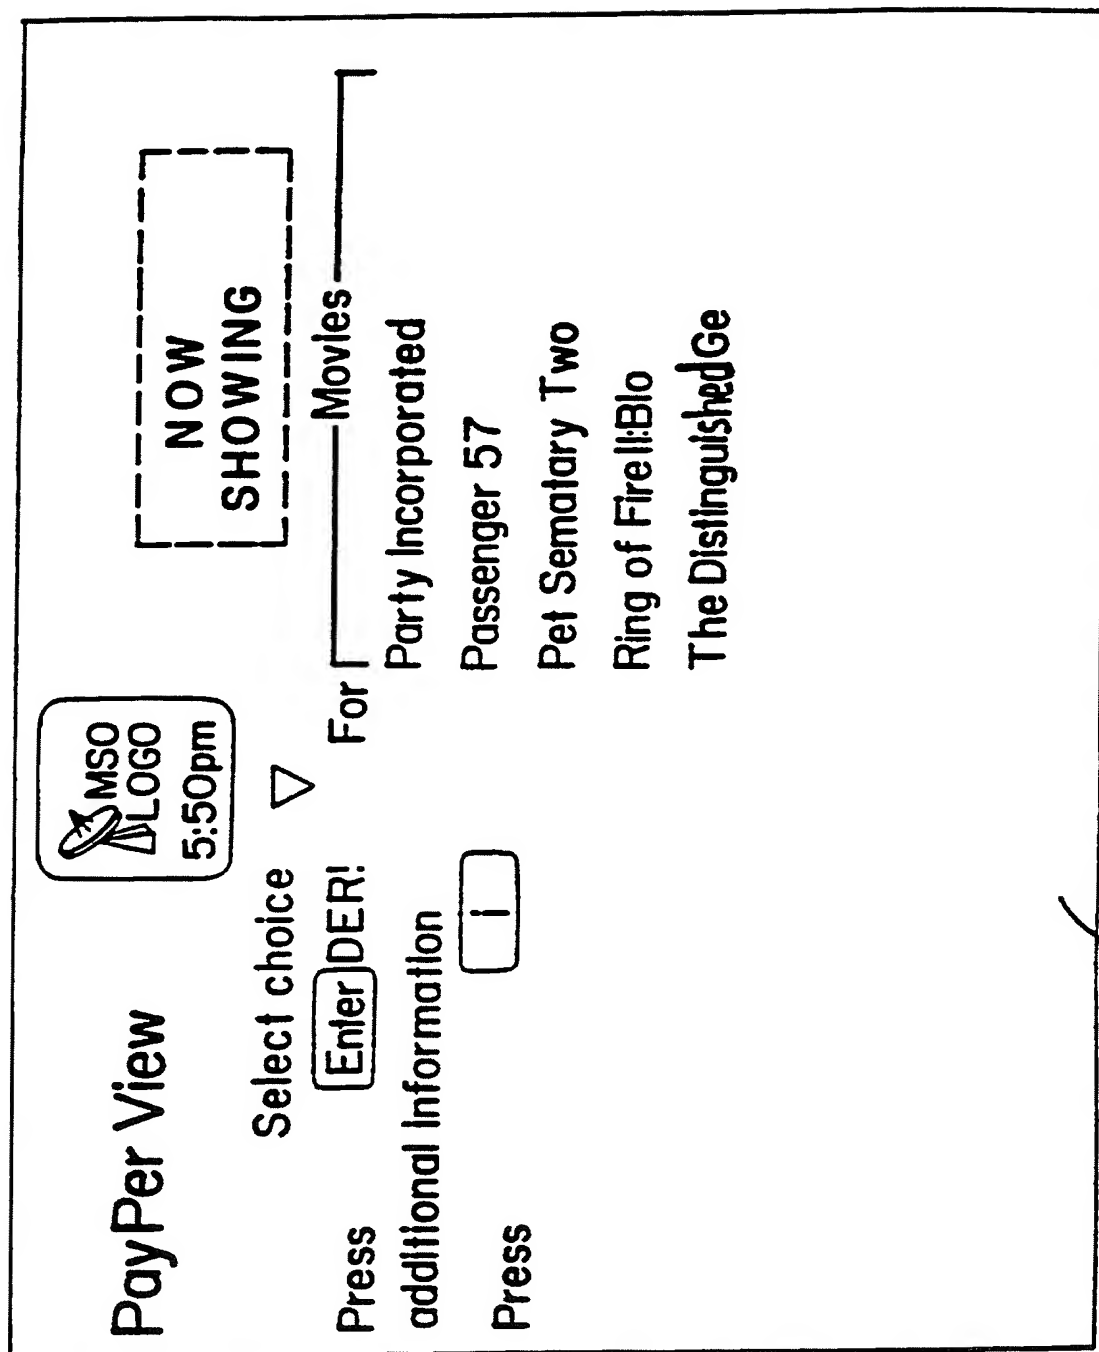 PayPer View
MSO
LOGO
5:50pm
NOW
SHOWING
Select choice
Press Enter DER! For
additional Information
Press i
Movies
Party Incorporated
Passenger 57
Pet Sematary Two
Ring of FireII:Blo
The DistinguishedGe